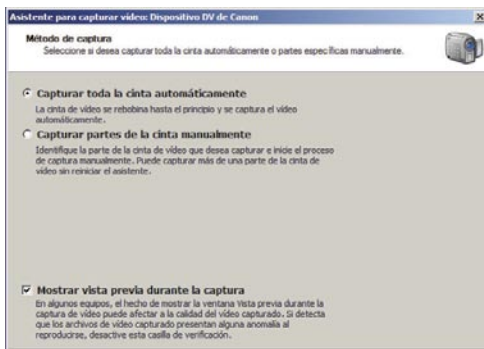 Asistente para capturar vídeo: Dispositivo DV de Canon
Método de captura
Seleccione si desea capturar toda la cinta automáticamente o partes específicas manualmente.
Capturar toda la cinta automáticamente
La cinta de vídeo se rebobina hasta el principio y se captura el vídeo
automáticamente.
Capturar partes de la cinta manualmente
Identifique la parte de la cinta de vídeo que desea capturar e inicie el proceso
de captura manualmente. Puede capturar más de una parte de la cinta de
vídeo sin reiniciar el asistente.
Mostrar vista previa durante la captura
En algunos equipos, el hecho de mostrar la ventana Vista previa durante la
captura de vídeo puede afectar a la calidad del vídeo capturado. Si detecta
que los archivos de vídeo capturado presentan alguna anomalía al
reproducirse, desactive esta casilla de verificación.